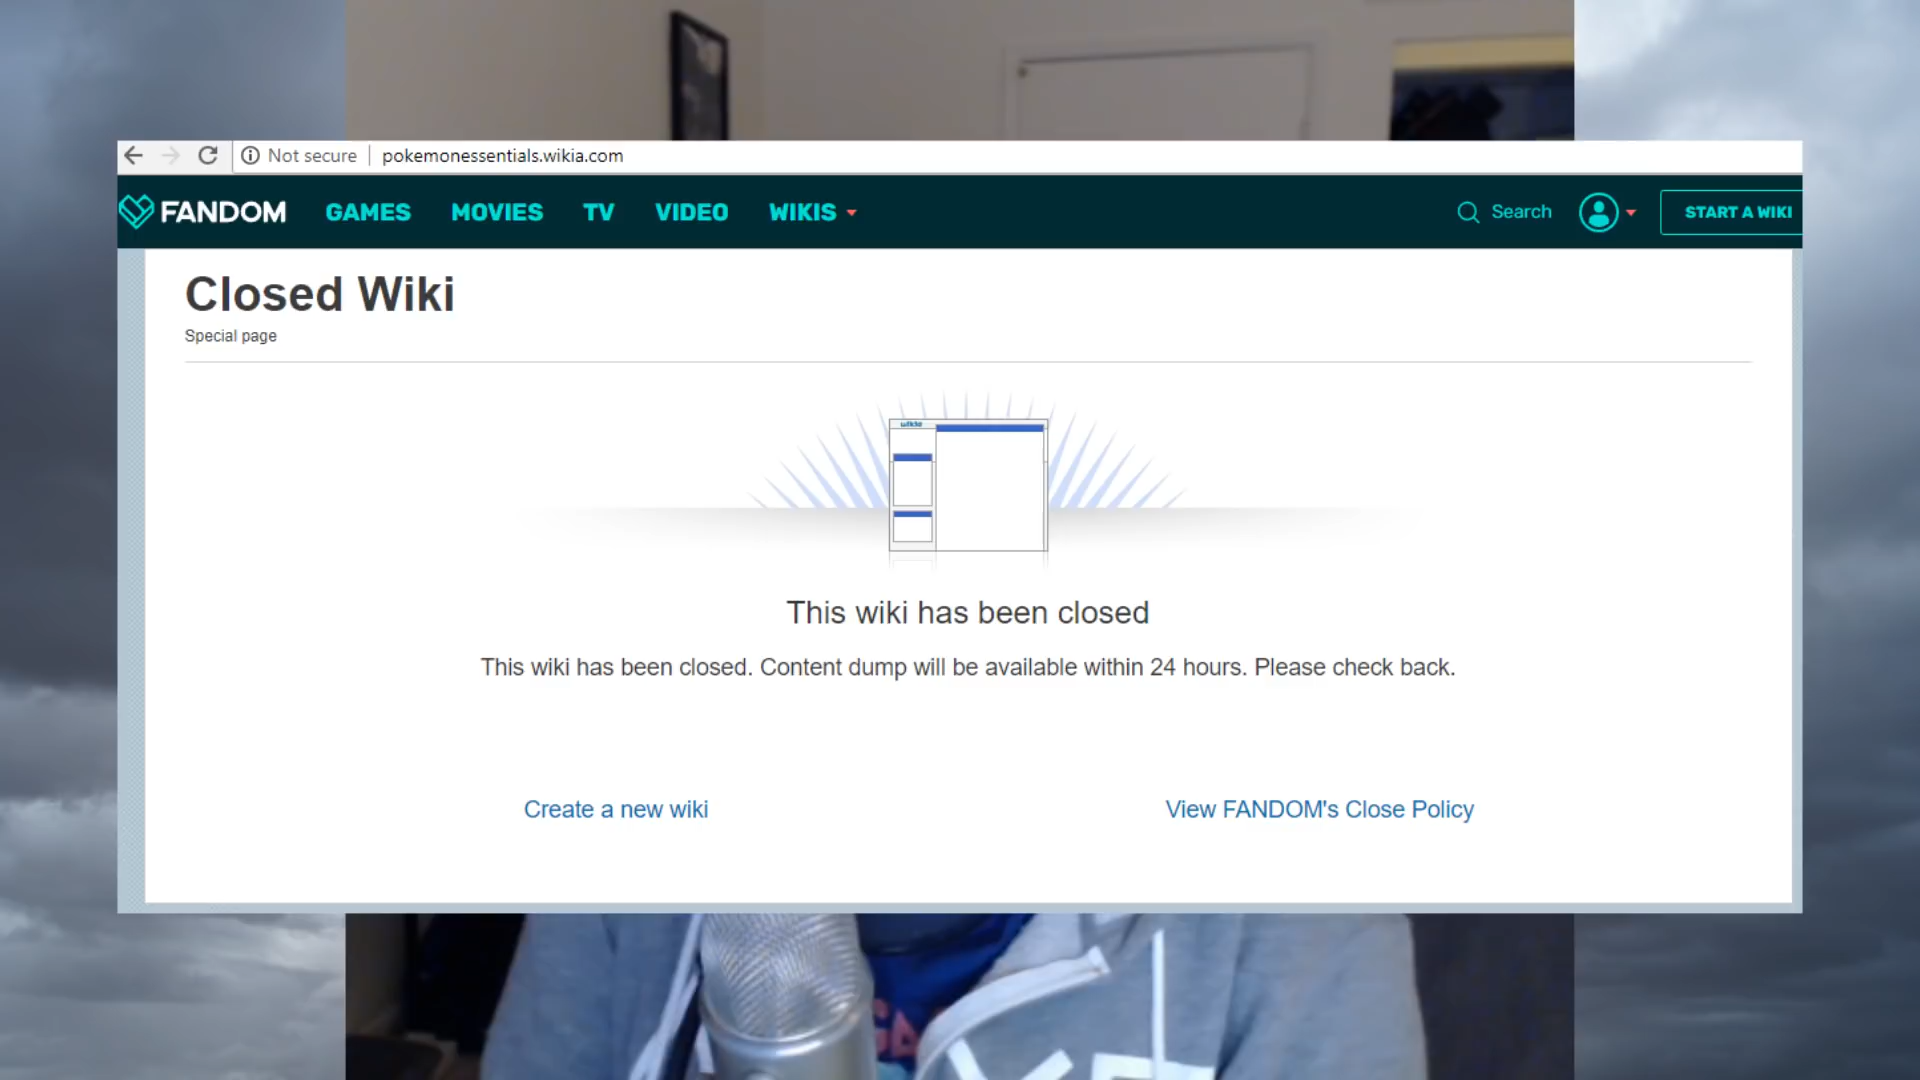 Not secure | pokemonessentials.wikia.com
FANDOM GAMES MOVIES TV VIDEO WIKIS Search START A WIKI
Closed Wiki
Special page
wikia
This wiki has been closed
This wiki has been closed. Content dump will be available within 24 hours. Please check back.
Create a new wiki View FANDOM's Close Policy